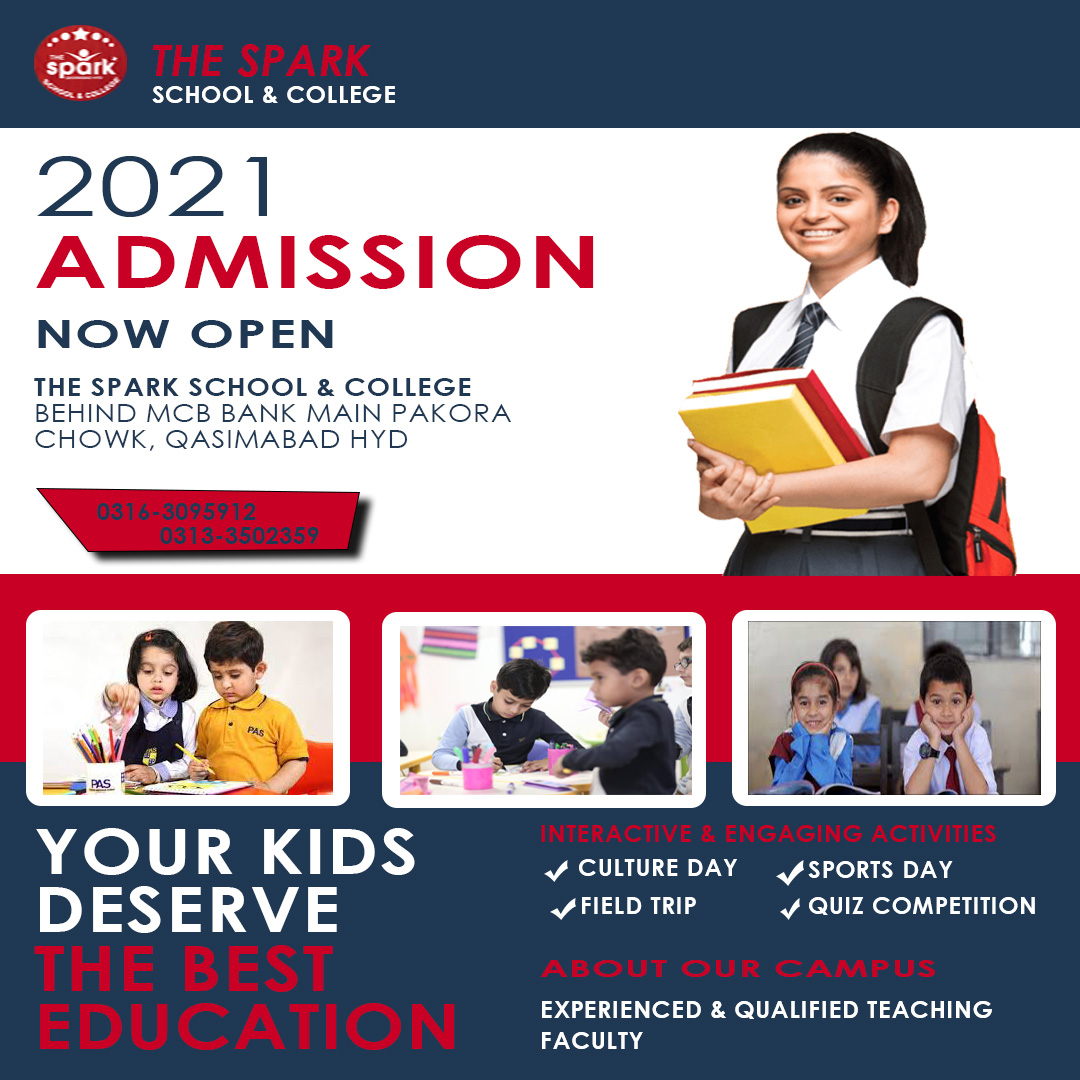 THE
spark
SCHOOL & COLLEGE
THE SPARK
SCHOOL & COLLEGE
2021
ADMISSION
NOW OPEN
THE SPARK SCHOOL & COLLEGE
BEHIND MCB BANK MAIN PAKORA
CHOWK, QASIMABAD HYD
0316-3095912
0313-3502359
PAS
PAS
PAS
YOUR KIDS
DESERVE
THE BEST
EDUCATION
INTERACTIVE & ENGAGING ACTIVITIES
CULTURE DAY
SPORTS DAY
FIELD TRIP
QUIZ COMPETITION
ABOUT OUR CAMPUS
EXPERIENCED & QUALIFIED TEACHING
FACULTY